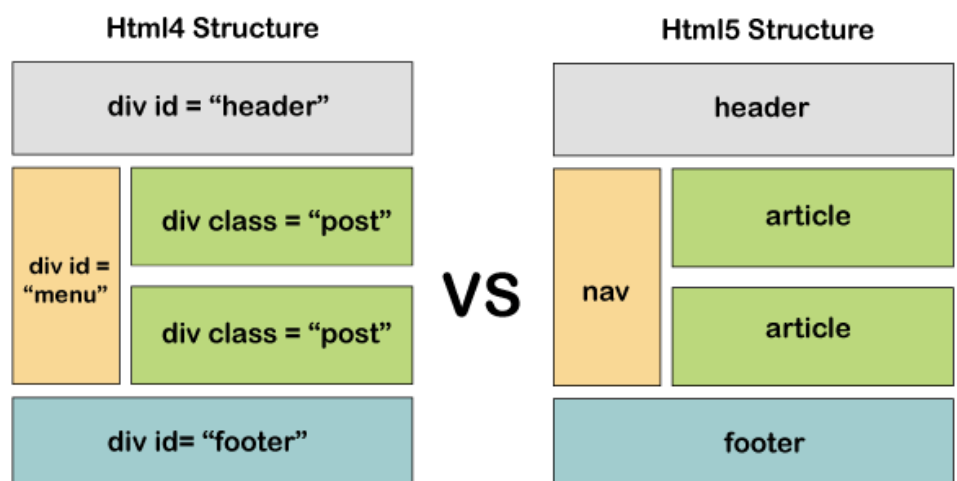 Html4 Structure
div id = “header”
div id =
“menu”
div class = “post”
div class = “post”
div id= “footer”
VS
Html5 Structure
header
nav
article
article
footer